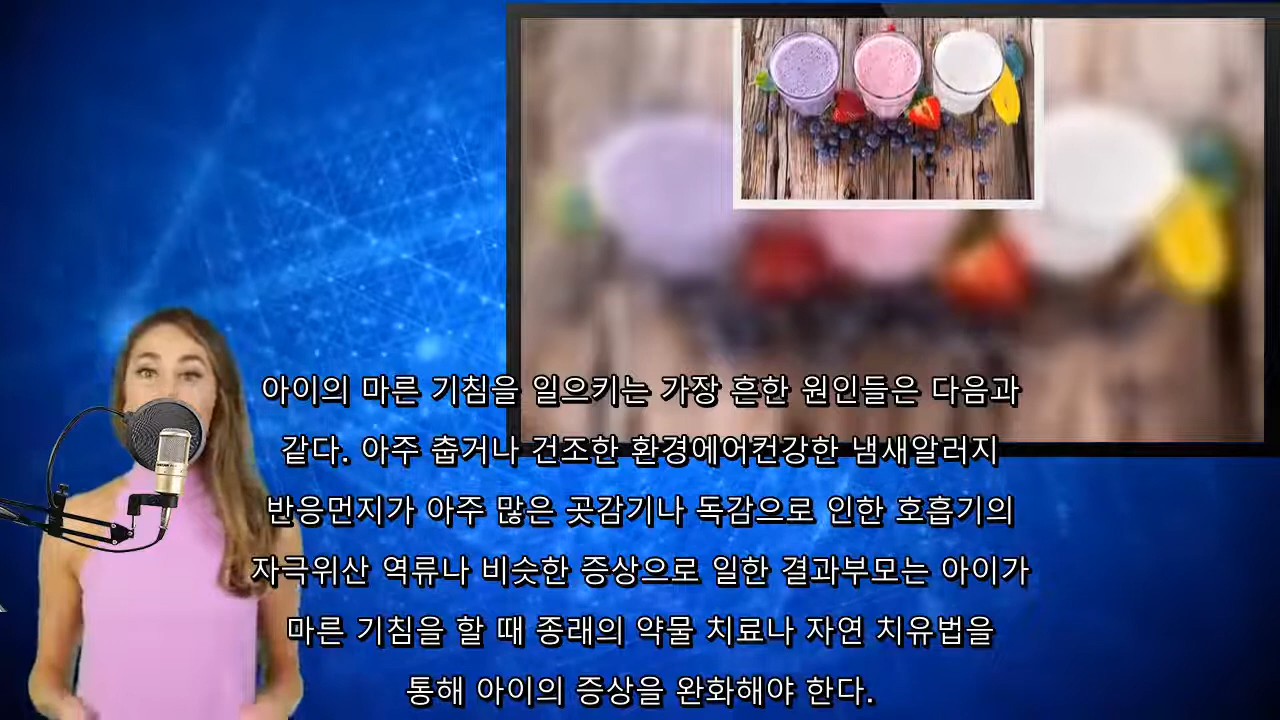 아이의 마른 기침을 일으키는 가장 흔한 원인들은 다음과
같다. 아주 춥거나 건조한 환경에어컨강한 냄새알러지
반응먼지가 아주 많은 곳감기나 독감으로 인한 호흡기의
자극위산 역류나 비슷한 증상으로 일한 결과부모는 아이가
마른 기침을 할 때 종래의 약물 치료나 자연 치유법을
통해 아이의 증상을 완화해야 한다.